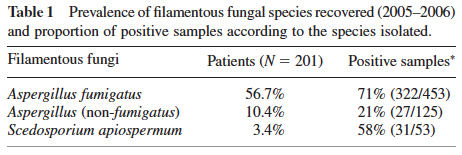 Table 1 Prevalence of filamentous fungal species recovered (2005–2006)
and proportion of positive samples according to the species isolated.
Filamentous fungi Patients (N = 201) Positive samples*
Aspergillus fumigatus 56.7% 71% (322/453)
Aspergillus (non-fumigatus) 10.4% 21% (27/125)
Scedosporium apiospermum 3.4% 58% (31/53)